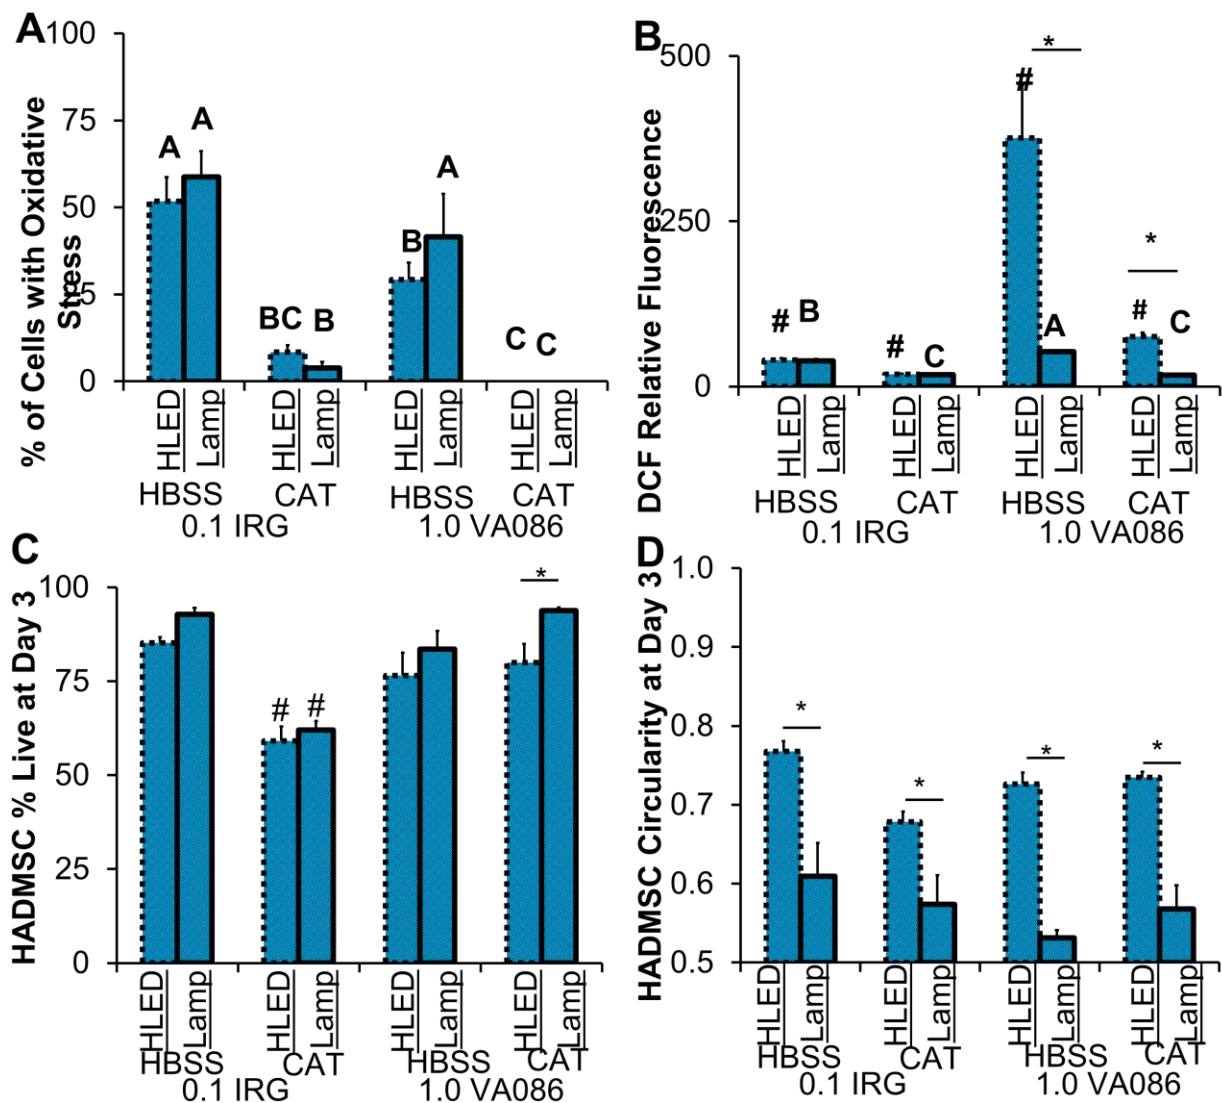 A
% of Cells with Oxidative
Stress
100
75
50
25
0
A
A
BC
B
B
A
C
C
HLED
Lamp
HLED
Lamp
HLED
Lamp
HLED
Lamp
HBSS
CAT
HBSS
CAT
0.1 IRG
1.0 VA086
B
DCF Relative Fluorescence
500
250
0
#
B
#
C
#
*
A
#
*
C
HLED
Lamp
HLED
Lamp
HLED
Lamp
HLED
Lamp
HBSS
CAT
HBSS
CAT
0.1 IRG
1.0 VA086
C
HADMSC % Live at Day 3
100
75
50
25
0
#
#
*
HLED
Lamp
HLED
Lamp
HLED
Lamp
HLED
Lamp
HBSS
CAT
HBSS
CAT
0.1 IRG
1.0 VA086
D
HADMSC Circularity at Day 3
1.0
0.9
0.8
0.7
0.6
0.5
*
*
*
*
HLED
Lamp
HLED
Lamp
HLED
Lamp
HLED
Lamp
HBSS
CAT
HBSS
CAT
0.1 IRG
1.0 VA086